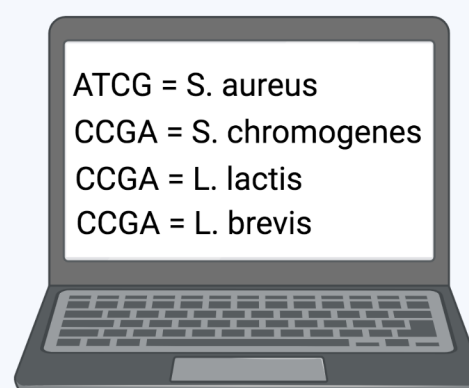 ATCG = S. aureus
CCGA = S. chromogenes
CCGA = L. lactis
CCGA = L. brevis